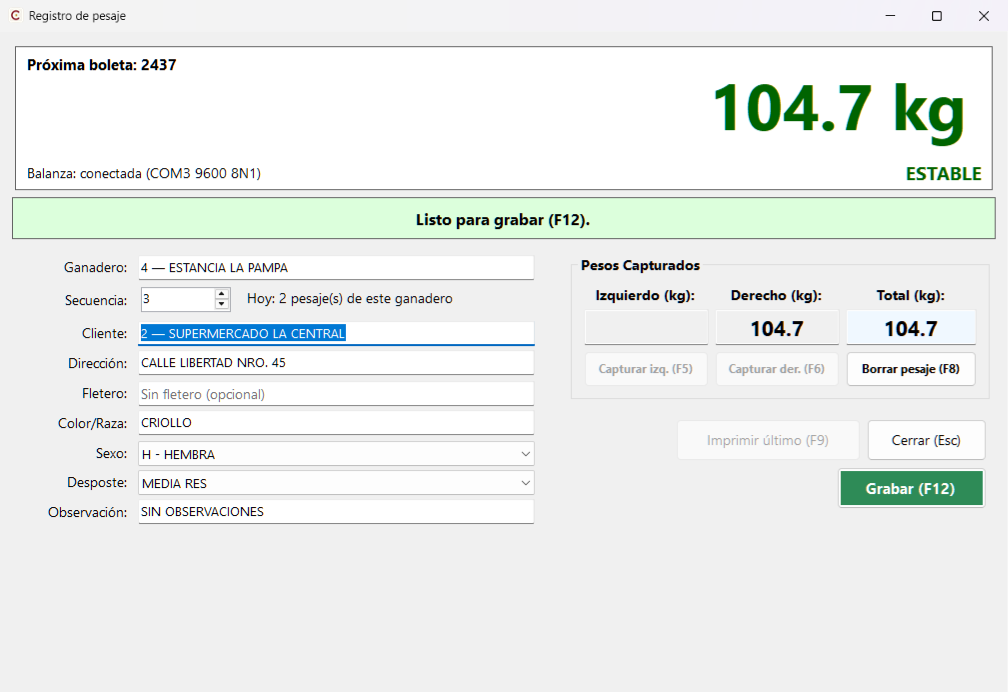 Registro de pesaje
Próxima boleta: 2437
104.7 kg
Balanza: conectada (COM3 9600 8N1)
ESTABLE
Listo para grabar (F12).
Ganadero: 4 — ESTANCIA LA PAMPA
Secuencia: 3 Hoy: 2 pesaje(s) de este ganadero
Cliente: 2 — SUPERMERCADO LA CENTRAL
Dirección: CALLE LIBERTAD NRO. 45
Fletero: Sin fletero (opcional)
Color/Raza: CRIOLLO
Sexo: H - HEMBRA
Desposte: MEDIA RES
Observación: SIN OBSERVACIONES
Pesos Capturados
Izquierdo (kg): Derecho (kg): Total (kg):
104.7 104.7
Capturar izq. (F5) Capturar der. (F6) Borrar pesaje (F8)
Imprimir último (F9) Cerrar (Esc)
Grabar (F12)